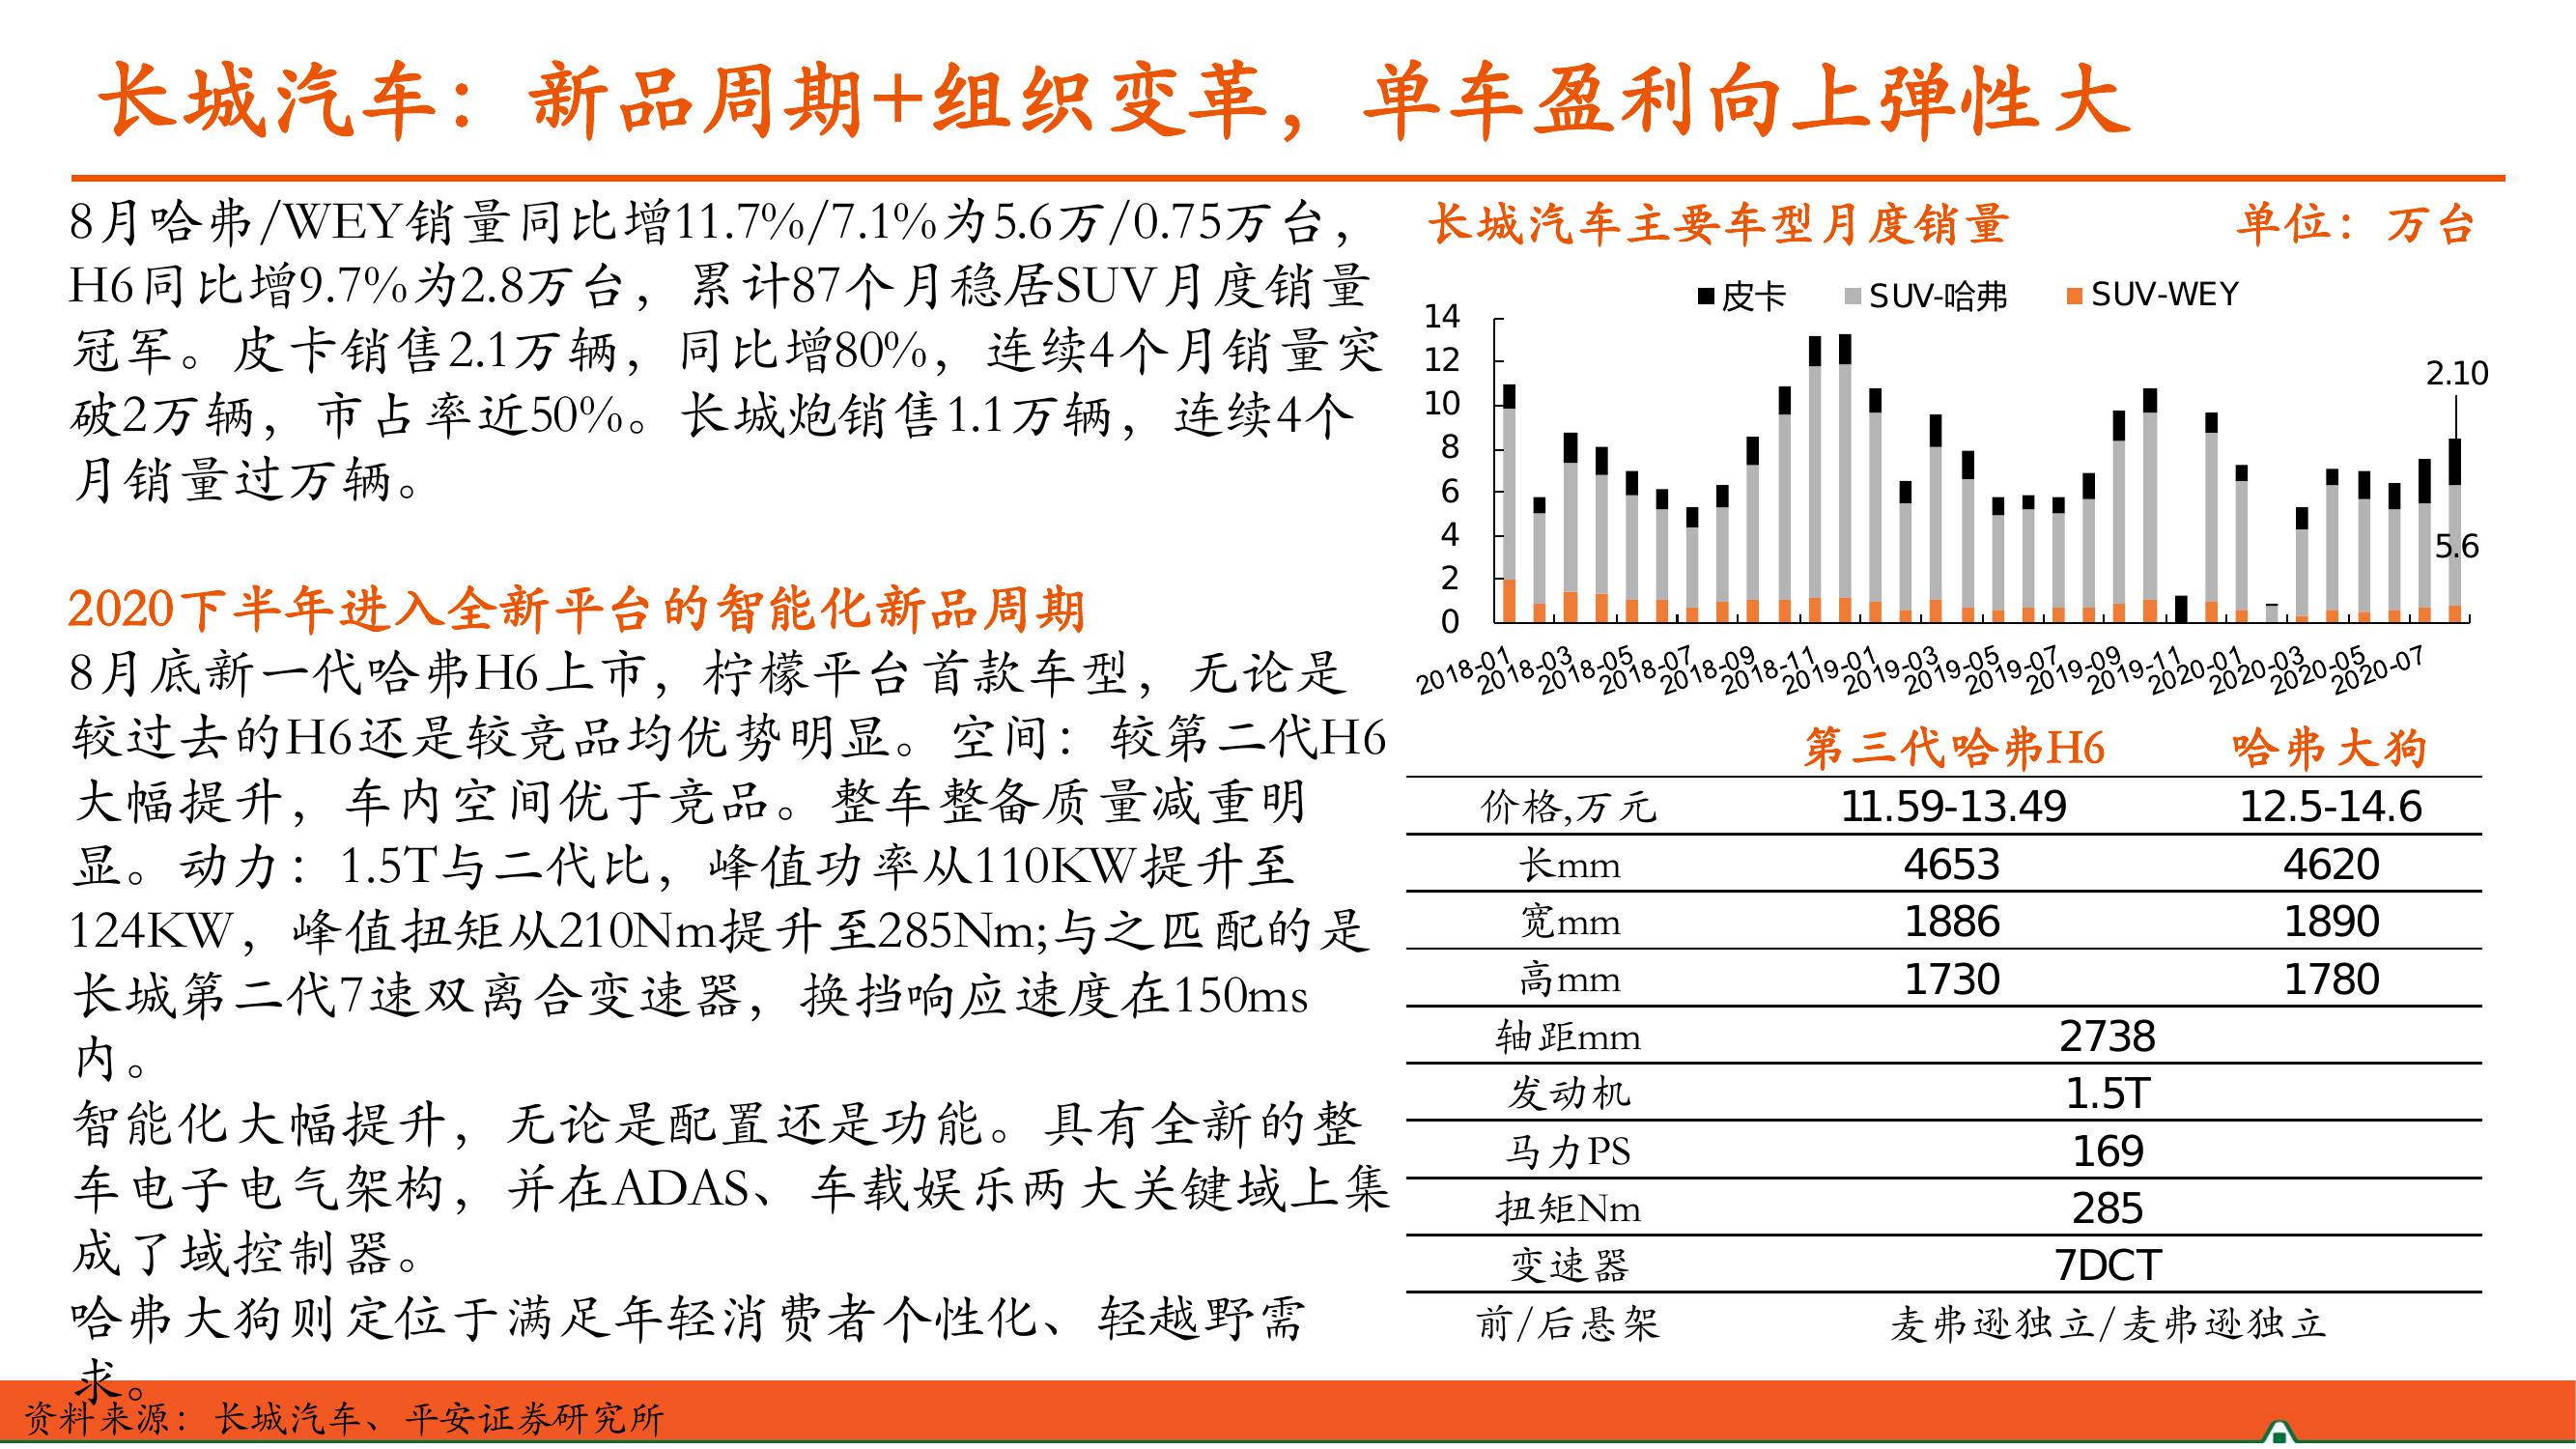 长城汽车：新品周期+组织变革，单车盈利向上弹性大
8月哈弗/WEY销量同比增11.7%/7.1%为5.6万/0.75万台，
H6同比增9.7%为2.8万台，累计87个月稳居SUV月度销量
冠军。皮卡销售2.1万辆，同比增80%，连续4个月销量突
破2万辆，市占率近50%。长城炮销售1.1万辆，连续4个
月销量过万辆。
2020下半年进入全新平台的智能化新品周期
8月底新一代哈弗H6上市，柠檬平台首款车型，无论是
较过去的H6还是较竞品均优势明显。空间：较第二代H6
大幅提升，车内空间优于竞品。整车整备质量减重明
显。动力：1.5T与二代比，峰值功率从110KW提升至
124KW，峰值扭矩从210Nm提升至285Nm;与之匹配的是
长城第二代7速双离合变速器，换挡响应速度在150ms
内。
智能化大幅提升，无论是配置还是功能。具有全新的整
车电子电气架构，并在ADAS、车载娱乐两大关键域上集
成了域控制器。
哈弗大狗则定位于满足年轻消费者个性化、轻越野需
求。
长城汽车主要车型月度销量 单位：万台
皮卡 SUV-哈弗 SUV-WEY
14
12
10
8
6
4
2
0
2.10
5.6
2018-01 2018-03 2018-05 2018-07 2018-09 2018-11 2019-01 2019-03 2019-05 2019-07 2019-09 2019-11 2020-01 2020-03 2020-05 2020-07
第三代哈弗H6 哈弗大狗
价格,万元 11.59-13.49 12.5-14.6
长mm 4653 4620
宽mm 1886 1890
高mm 1730 1780
轴距mm 2738
发动机 1.5T
马力PS 169
扭矩Nm 285
变速器 7DCT
前/后悬架 麦弗逊独立/麦弗逊独立
资料来源：长城汽车、平安证券研究所